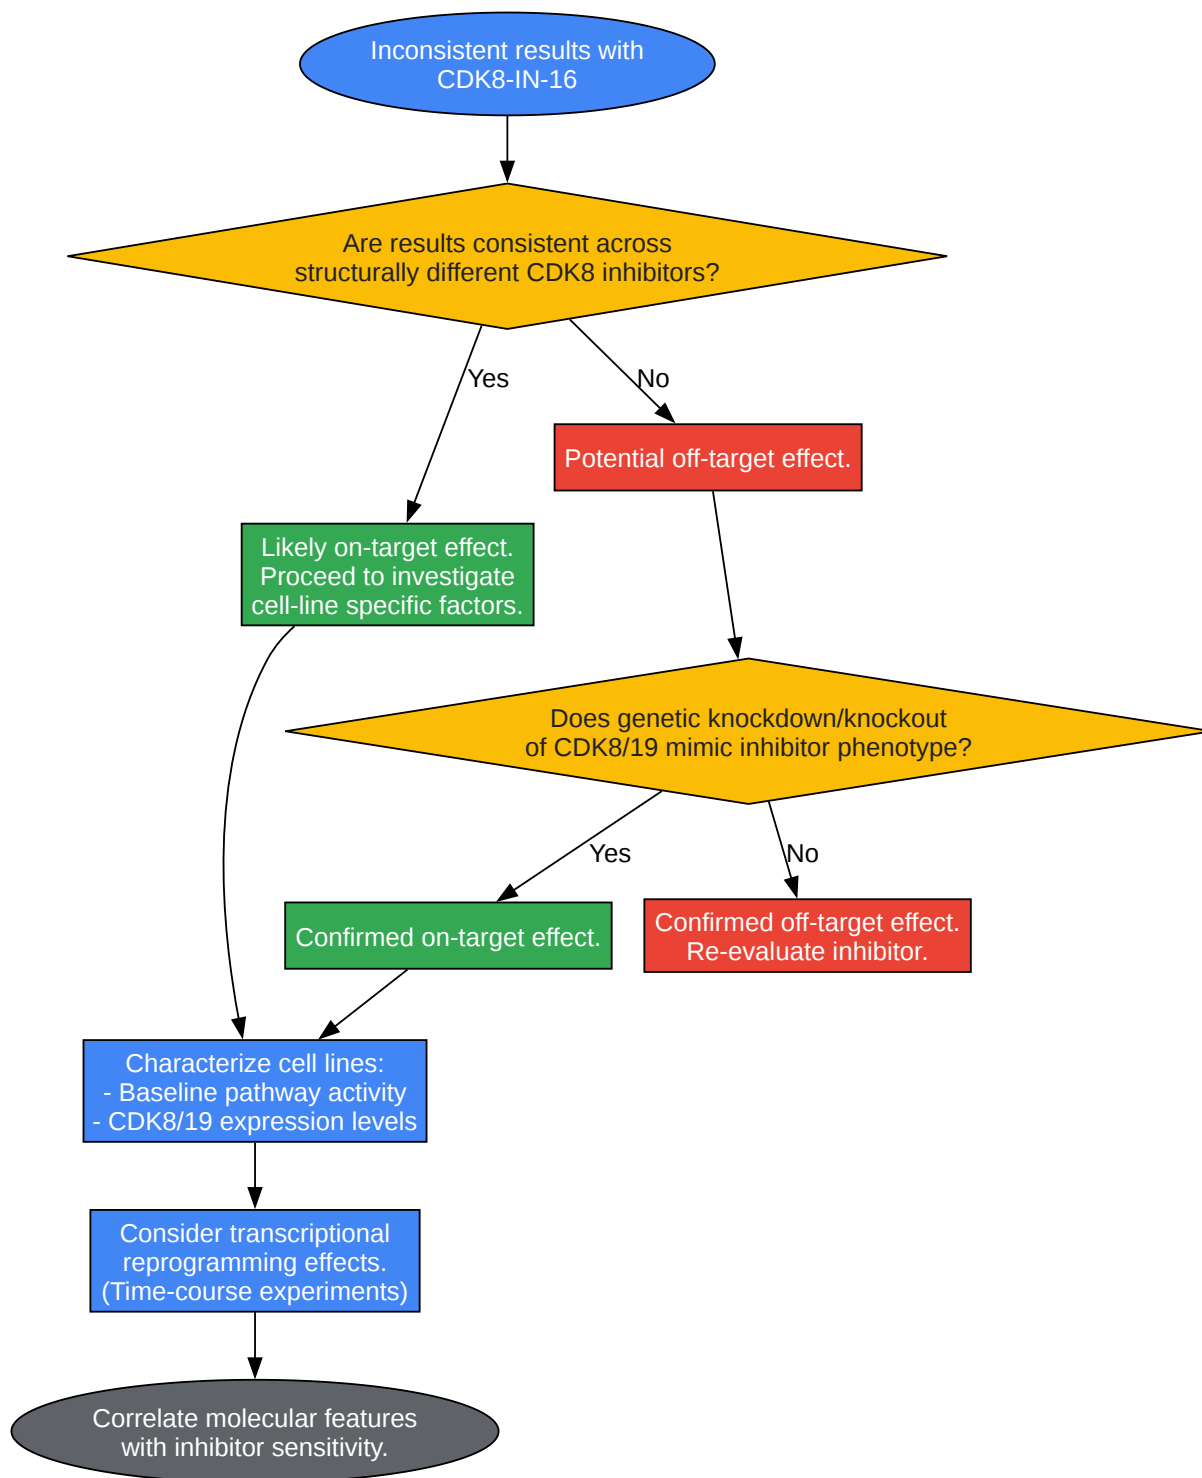 Inconsistent results with
CDK8-IN-16
Are results consistent across
structurally different CDK8 inhibitors?
Yes
No
Potential off-target effect.
Likely on-target effect.
Proceed to investigate
cell-line specific factors.
Does genetic knockdown/knockout
of CDK8/19 mimic inhibitor phenotype?
Yes
No
Confirmed on-target effect.
Confirmed off-target effect.
Re-evaluate inhibitor.
Characterize cell lines:
- Baseline pathway activity
- CDK8/19 expression levels
Consider transcriptional
reprogramming effects.
(Time-course experiments)
Correlate molecular features
with inhibitor sensitivity.